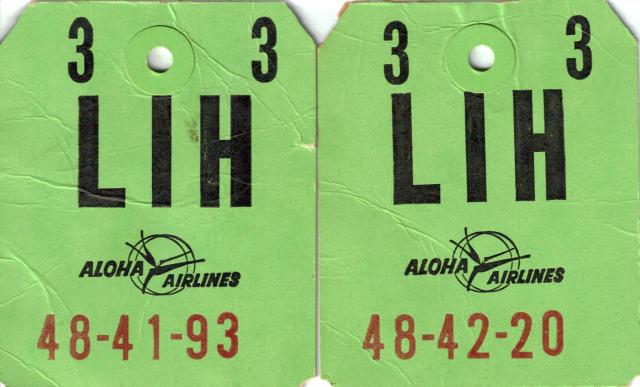 3 3
LIH
ALOHA AIRLINES
48-41-93
3 3
LIH
ALOHA AIRLINES
48-42-20